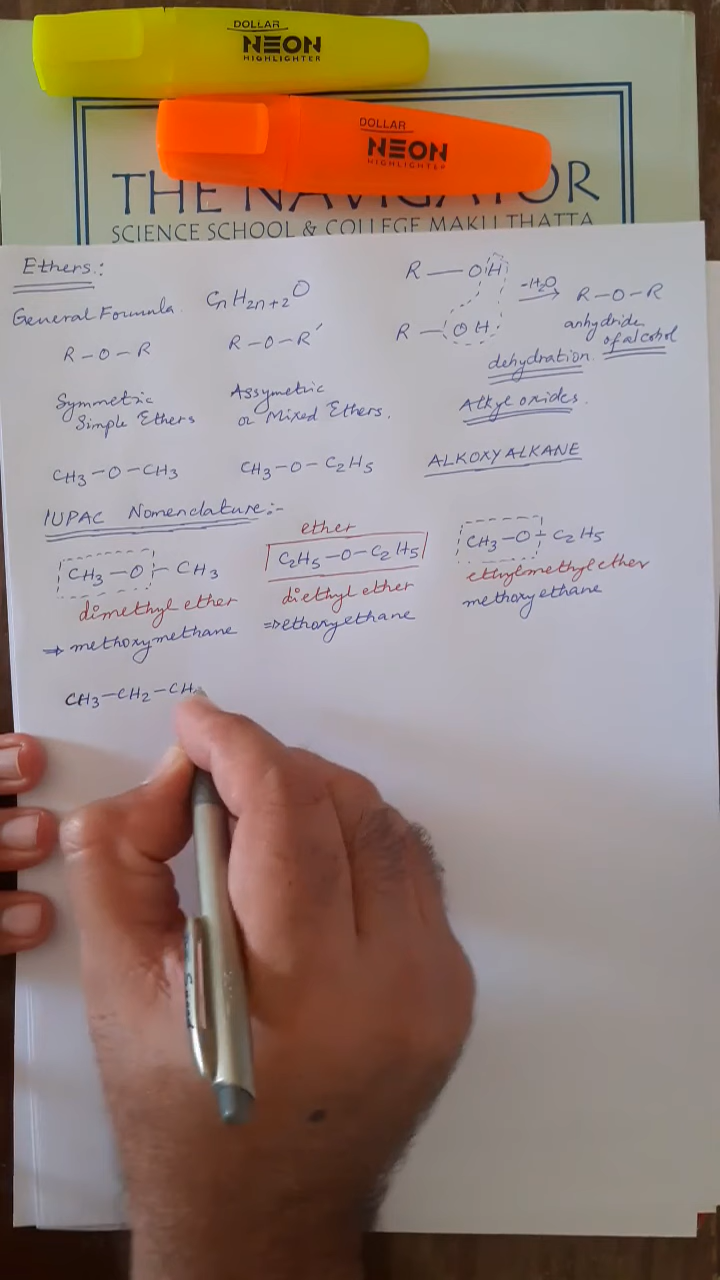 DOLLAR
NEON
HIGHLIGHTER
DOLLAR
NEON
HIGHLIGHTER
THE NAVIGATOR
SCIENCE SCHOOL & COLLEGE MAKLI THATTA
Ethers:
General Formula. CnH2n+2O
R-O-R R-O-R′
Symmetric
Simple Ethers
Assymetric
or Mixed Ethers.
CH3-O-CH3 CH3-O-C2H5
R—OH
R—OH
-H2O → R-O-R
anhydride
of alcohol
dehydration.
Alkyl oxides.
ALKOXYALKANE
IUPAC Nomenclature:-
CH3-O-CH3
dimethyl ether
⇒ methoxymethane
ether
C2H5-O-C2H5
diethyl ether
⇒ ethoxyethane
CH3-O-C2H5
ethylmethyl ether
methoxyethane
CH3-CH2-CH